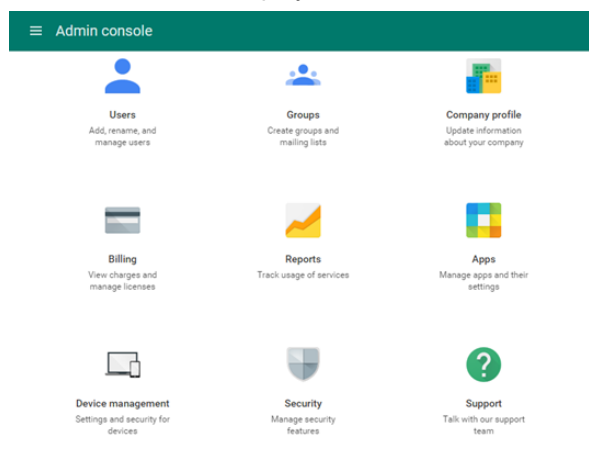 Admin console
Users
Add, rename, and
manage users
Groups
Create groups and
mailing lists
Company profile
Update information
about your company
Billing
View charges and
manage licenses
Reports
Track usage of services
Apps
Manage apps and their
settings
Device management
Settings and security for
devices
Security
Manage security
features
Support
Talk with our support
team